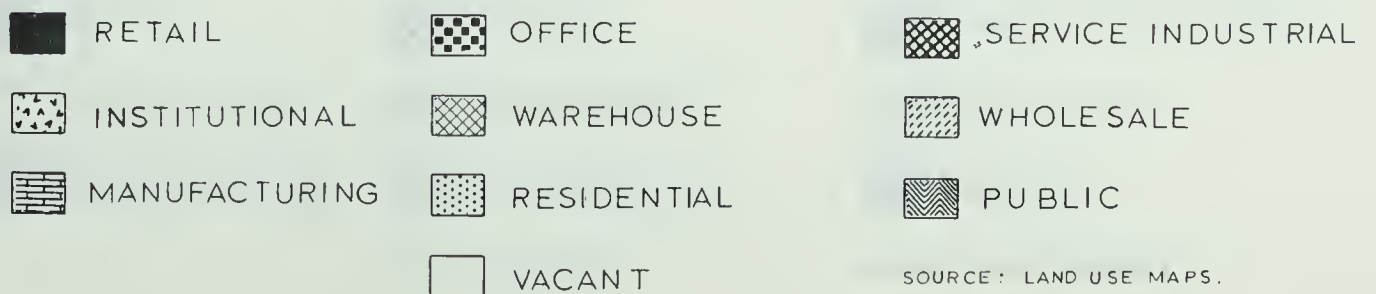 RETAIL
OFFICE
SERVICE INDUSTRIAL
INSTITUTIONAL
WAREHOUSE
WHOLESALE
MANUFACTURING
RESIDENTIAL
PUBLIC
VACANT
SOURCE: LAND USE MAPS.